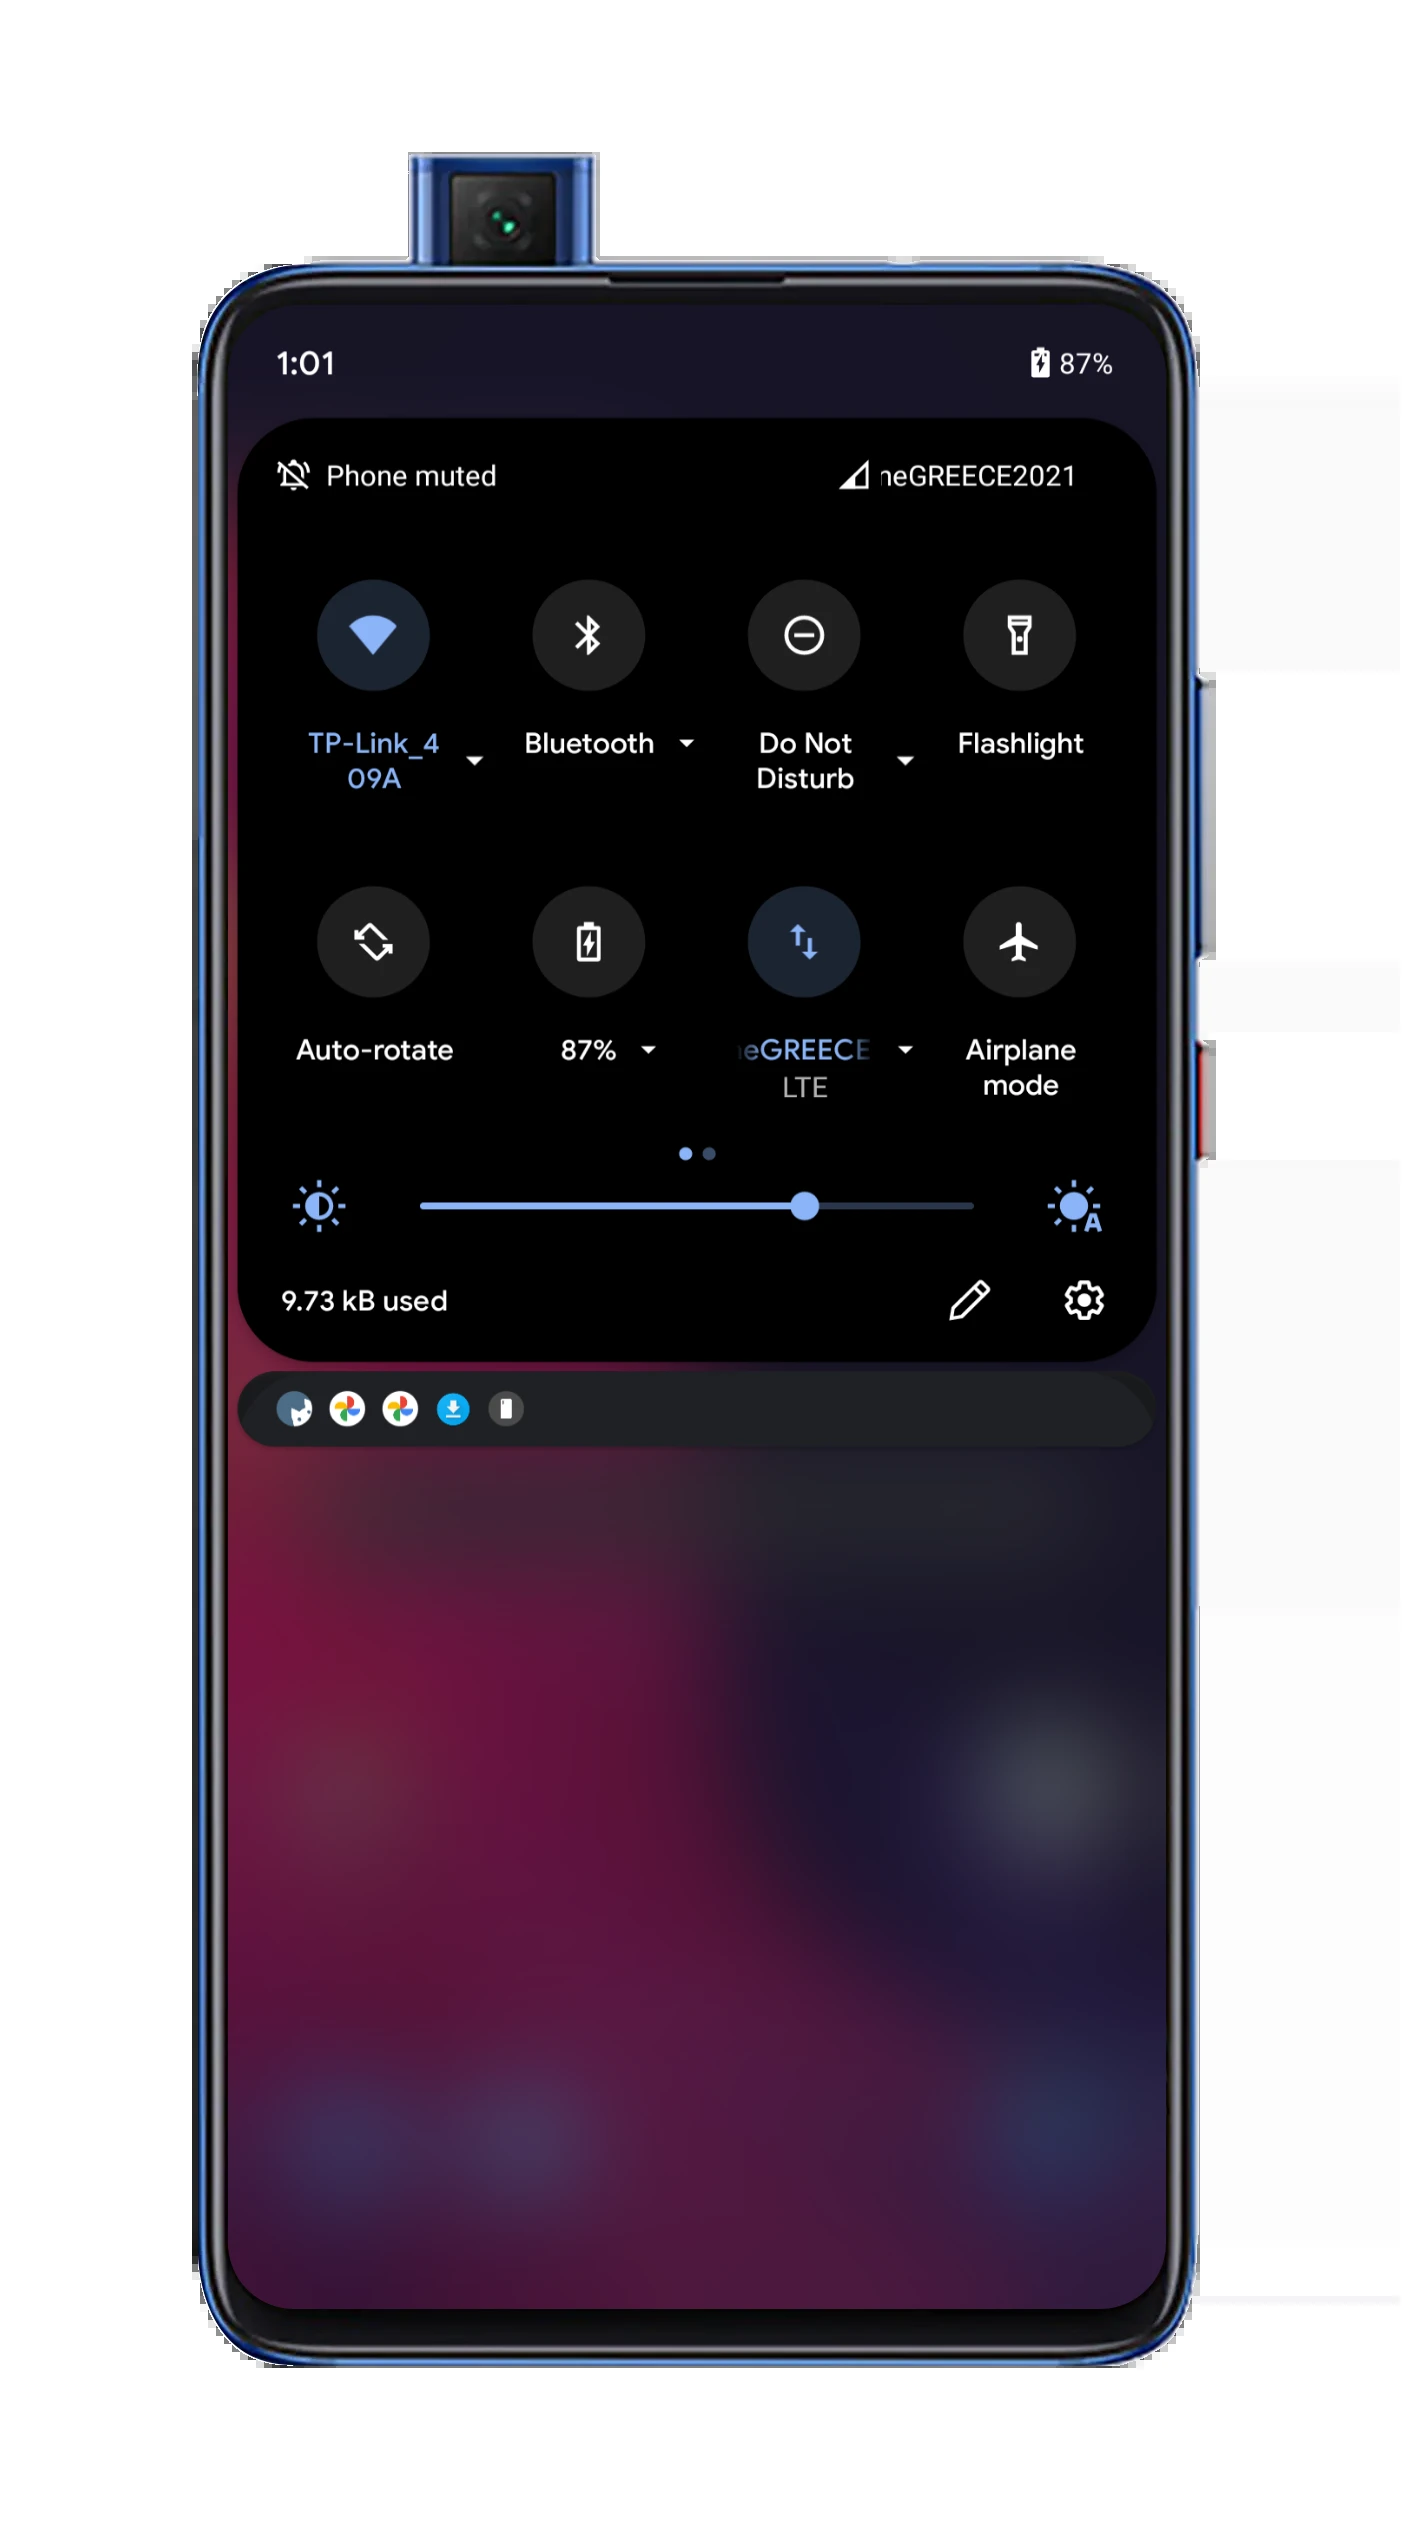 1:01 87%
Phone muted neGREECE2021
TP-Link_4
09A
Bluetooth
Do Not
Disturb
Flashlight
Auto-rotate
87%
eGREECE
LTE
Airplane
mode
A
9.73 kB used